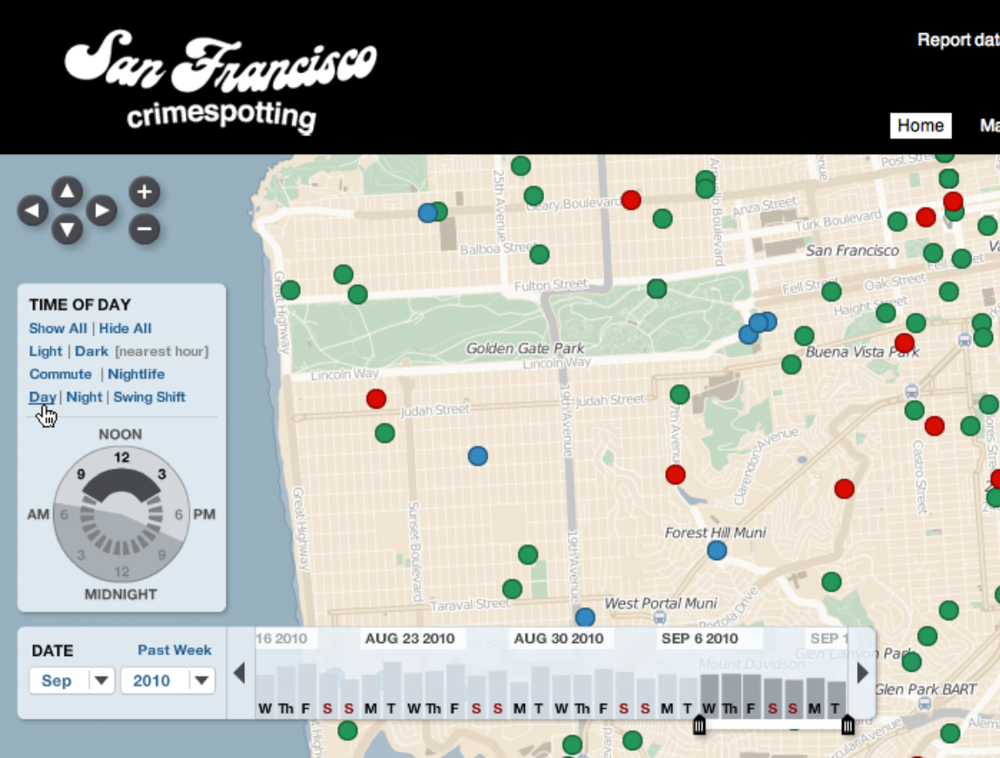 San Francisco
crimespotting
Report dat
Home
Ma
Post Stre
25th Avenue
Geary Boulevard
Anza Street
Turk Boulevard
Balboa Street
San Francisco
Fulton Street
Fell Street
Oak Street
Haight Street
Great Highway
Golden Gate Park
Buena Vista Park
Lincoln Way
Lincoln Way
Judah Street
Judah Street
19th Avenue
7th Avenue
Clarendon Avenue
Castro Street
Great Highway
Sunset Boulevard
19th Avenue
Forest Hill Muni
Taraval Street
West Portal Muni
Portola Drive
Glen Canyon Park
Mount Davidson
Glen Park BART
TIME OF DAY
Show All | Hide All
Light | Dark [nearest hour]
Commute | Nightlife
Day | Night | Swing Shift
NOON
12
9 3
AM 6 6 PM
3 9
12
MIDNIGHT
DATE
Past Week
Sep
2010
16 2010 AUG 23 2010 AUG 30 2010 SEP 6 2010 SEP 1
W Th F S S M T W Th F S S M T W Th F S S M T W Th F S S M T